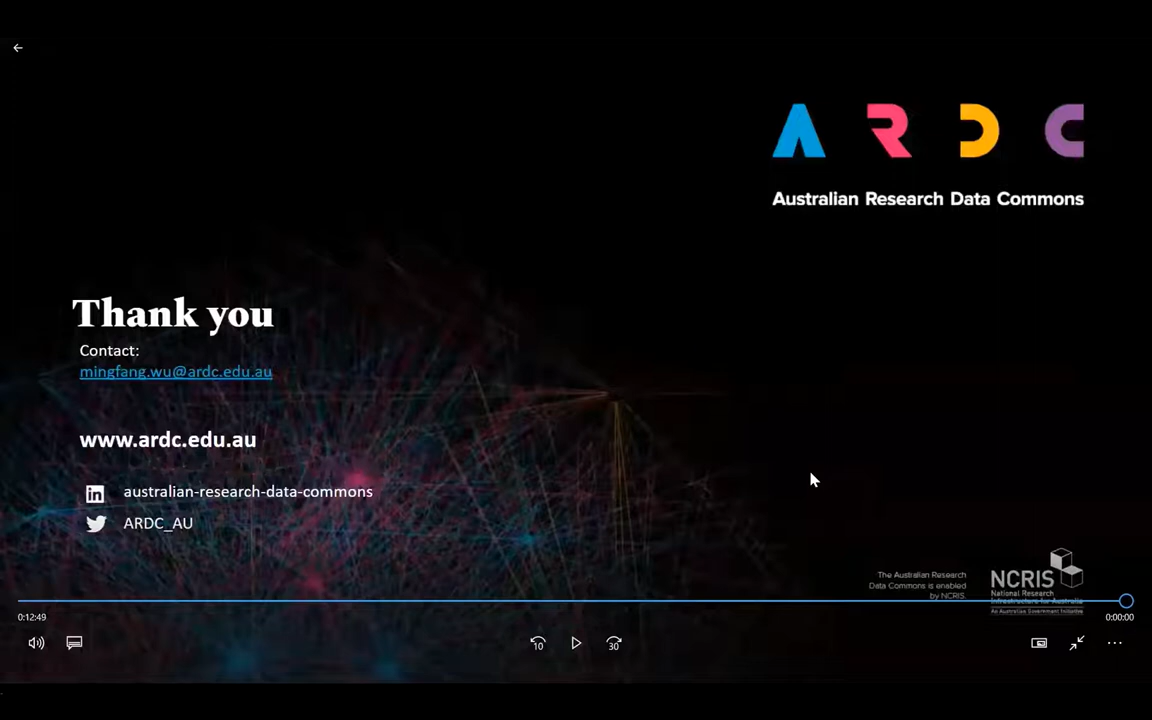 A R D C
Australian Research Data Commons
Thank you
Contact:
mingfang.wu@ardc.edu.au
www.ardc.edu.au
in australian-research-data-commons
ARDC_AU
The Australian Research
Data Commons is enabled
by NCRIS.
NCRIS
National Research
Infrastructure for Australia
An Australian Government Initiative
0:12:49
0:00:00
10
30